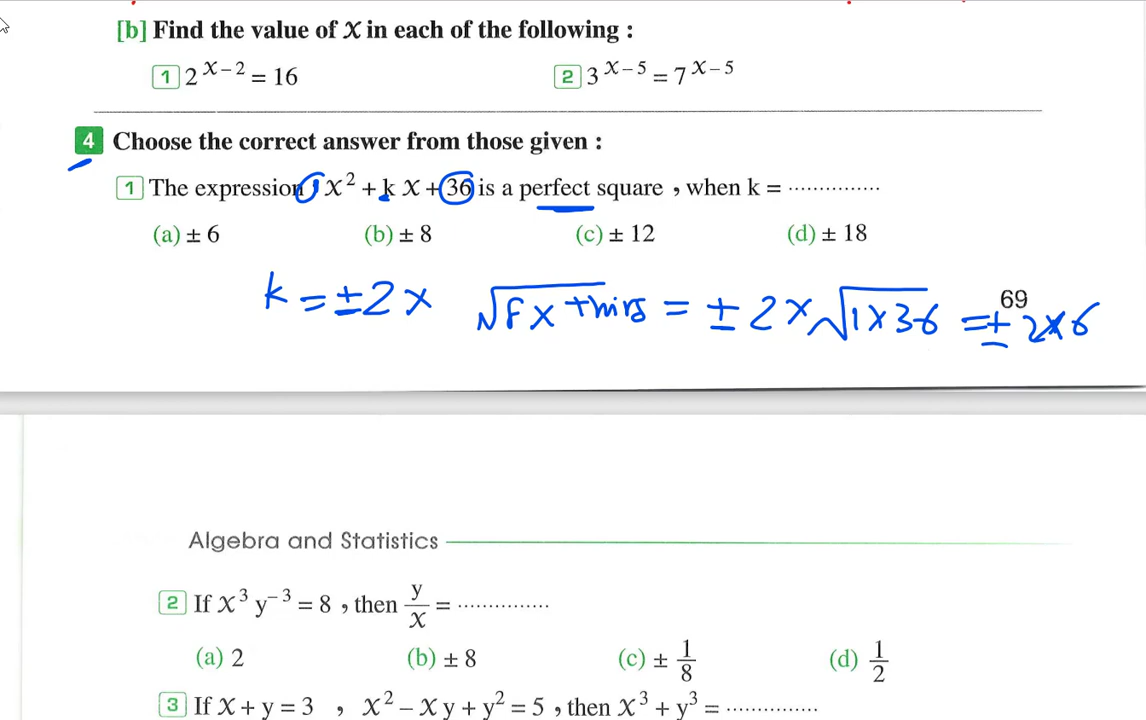 [b] Find the value of X in each of the following :
1 2^{X-2} = 16 2 3^{X-5} = 7^{X-5}
4 Choose the correct answer from those given :
1 The expression X² + k X + 36 is a perfect square , when k = ...............
(a) ± 6 (b) ± 8 (c) ± 12 (d) ± 18
k = ±2 × √F × thirs = ± 2 × √1×36 = ± 2×6
69
Algebra and Statistics
2 If X³ y⁻³ = 8 , then y/X = ...............
(a) 2 (b) ± 8 (c) ± 1/8 (d) 1/2
3 If X + y = 3 , X² – X y + y² = 5 , then X³ + y³ = ...............